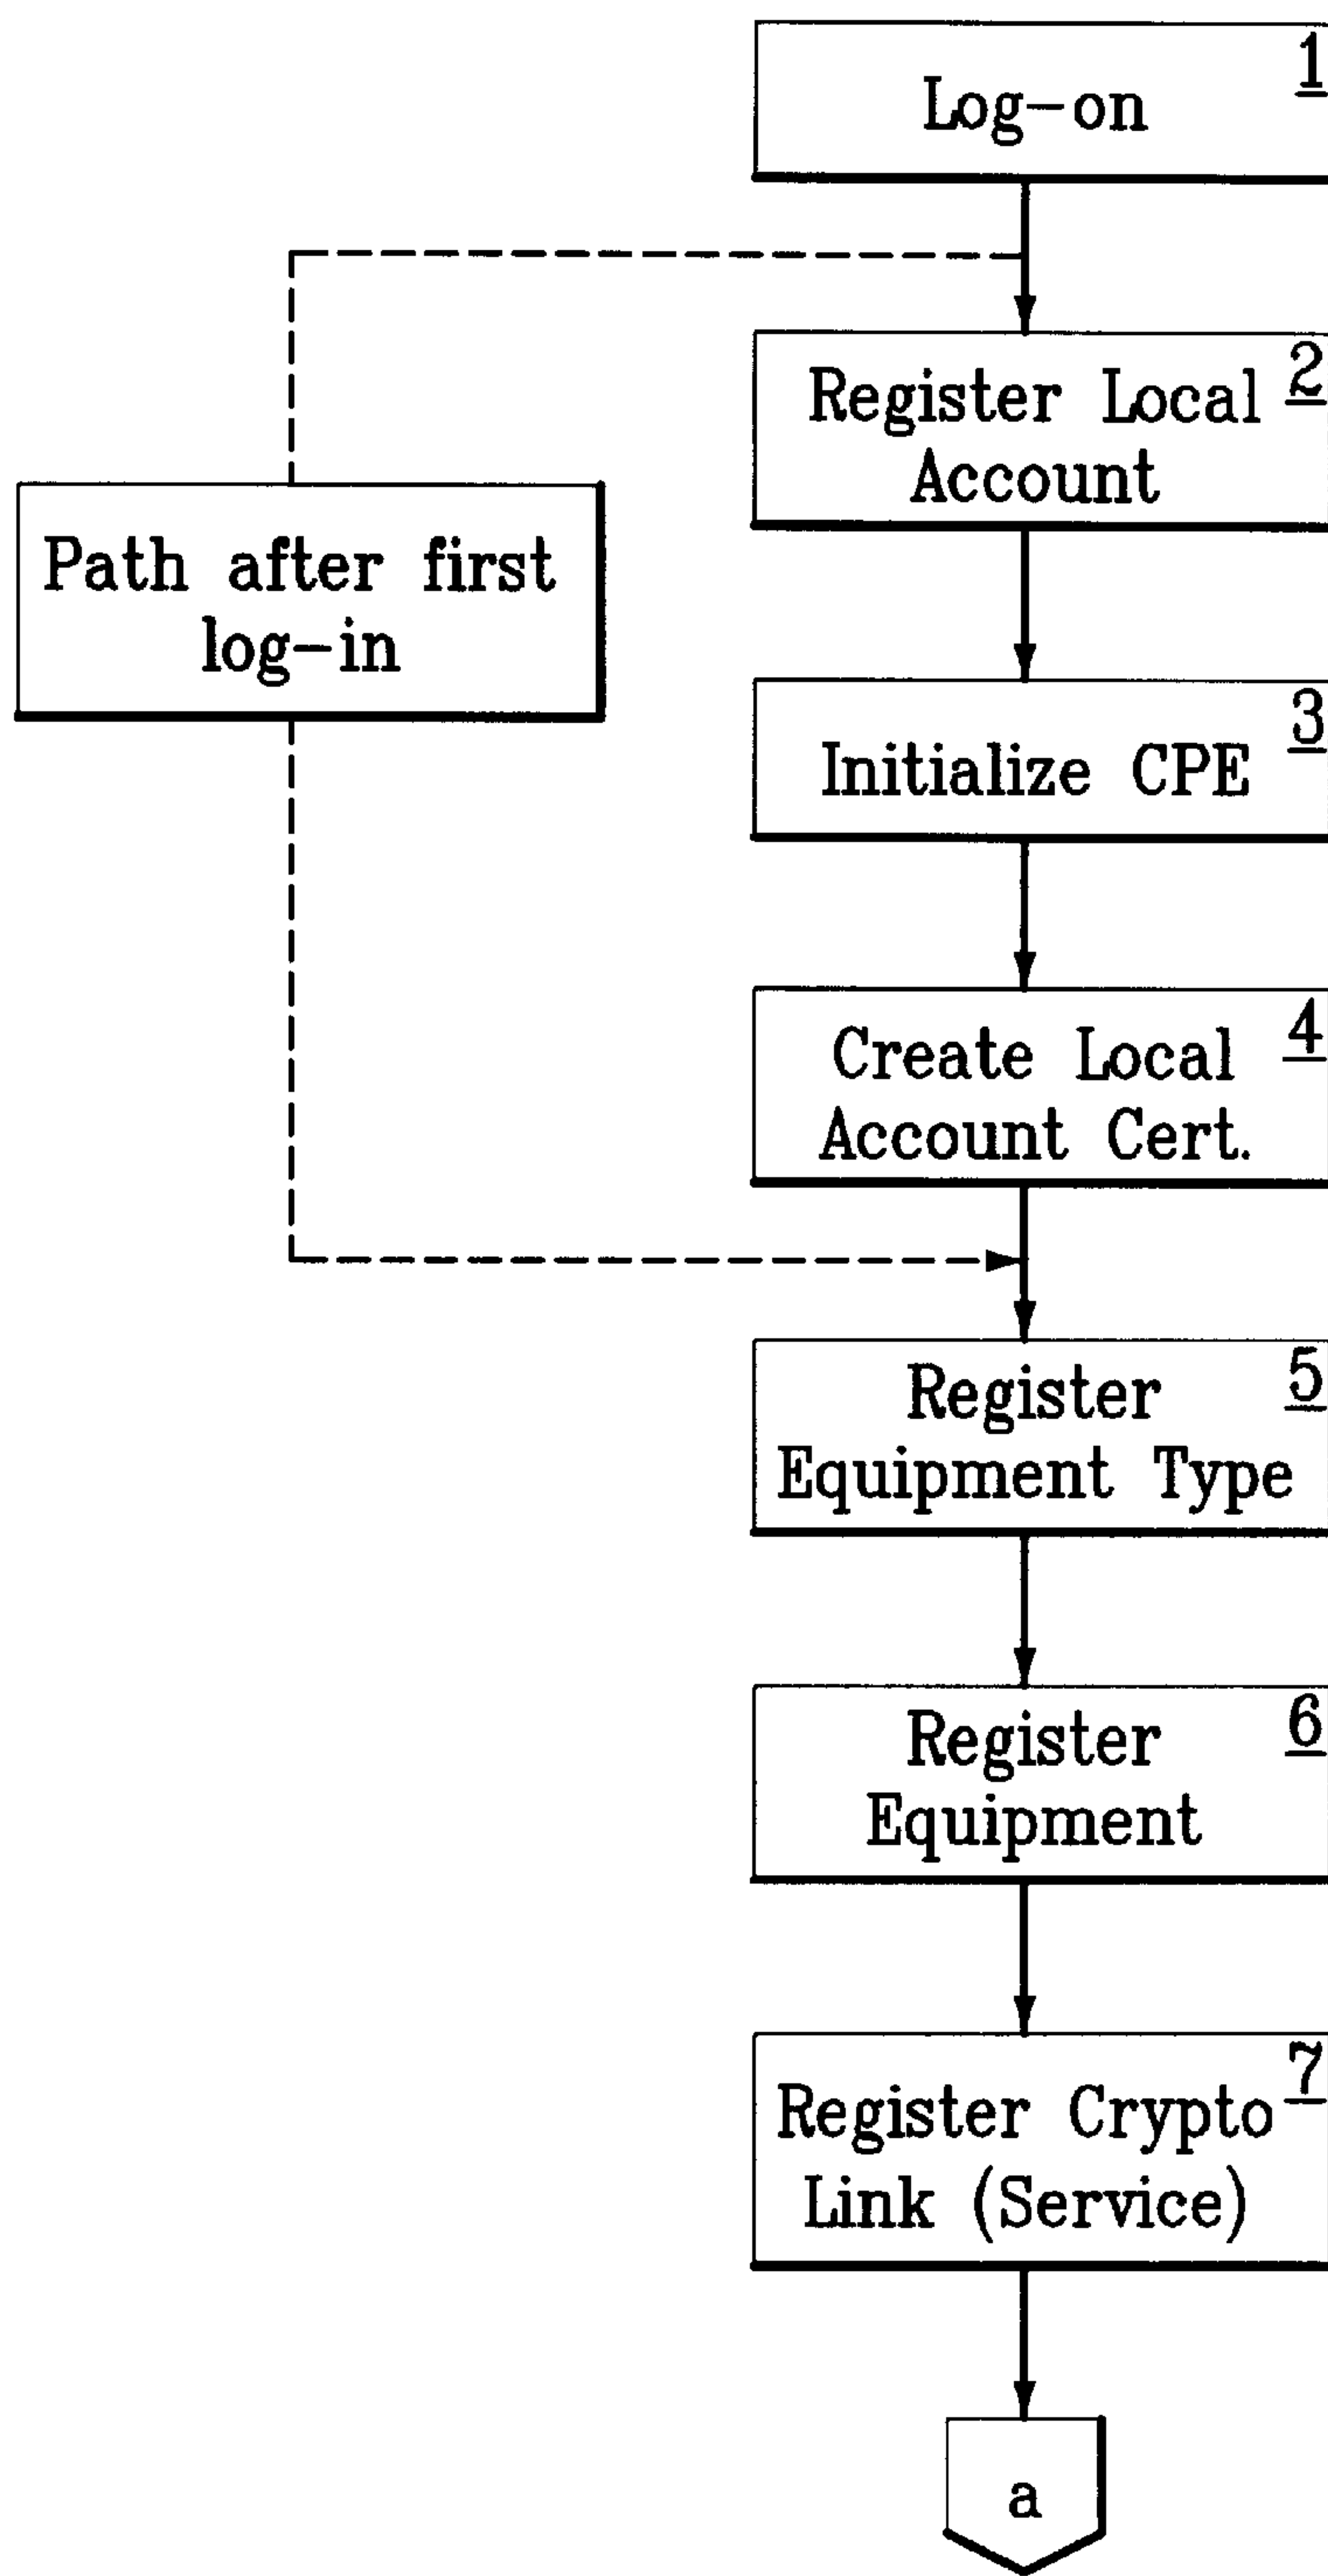 1
Log-on
2
Register Local
Account
Path after first
log-in
3
Initialize CPE
4
Create Local
Account Cert.
5
Register
Equipment Type
6
Register
Equipment
7
Register Crypto
Link (Service)
a